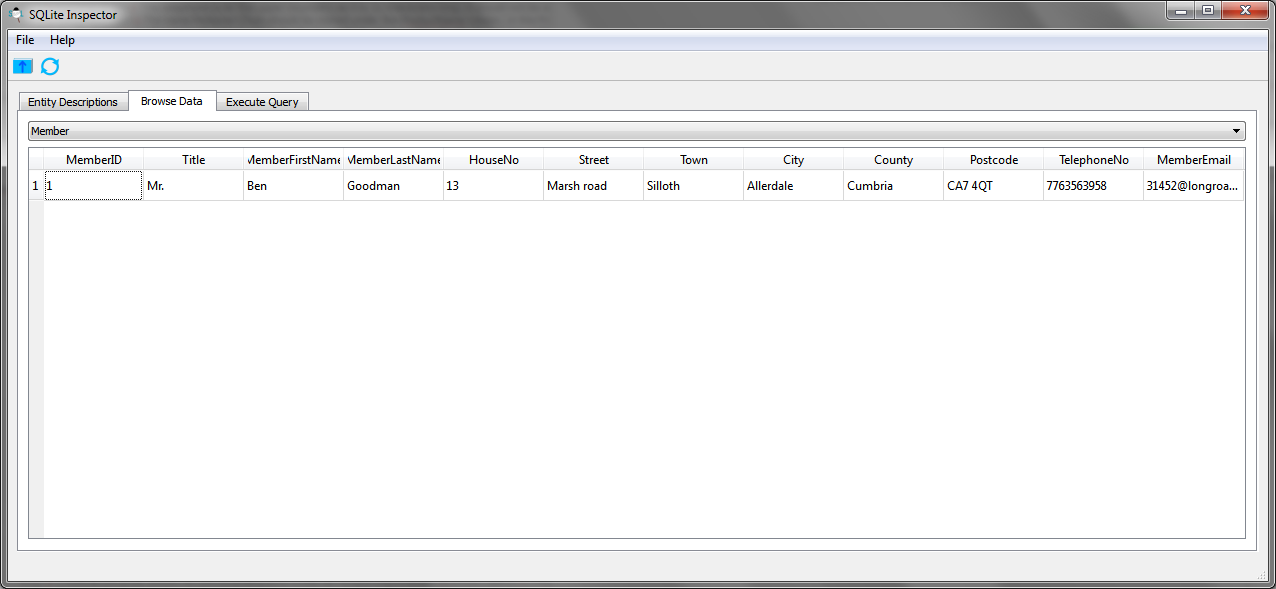 SQLite Inspector
File Help
Entity Descriptions Browse Data Execute Query
Member
MemberID Title MemberFirstName MemberLastName HouseNo Street Town City County Postcode TelephoneNo MemberEmail
1 1 Mr. Ben Goodman 13 Marsh road Silloth Allerdale Cumbria CA7 4QT 7763563958 31452@longroa...